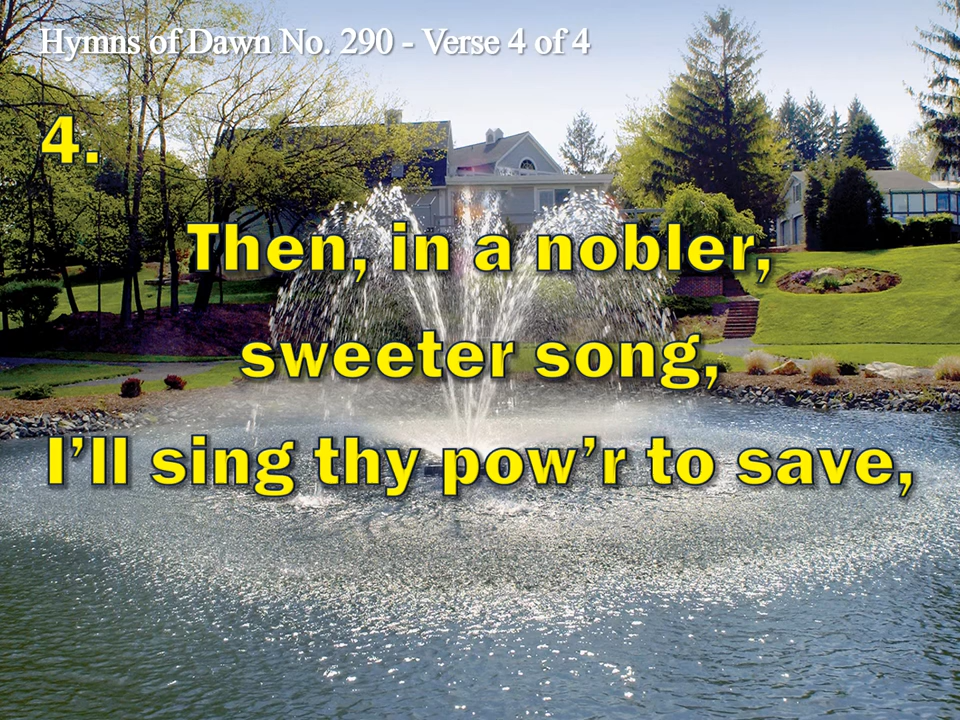 Hymns of Dawn No. 290 - Verse 4 of 4
4.
Then, in a nobler,
sweeter song,
I’ll sing thy pow’r to save,